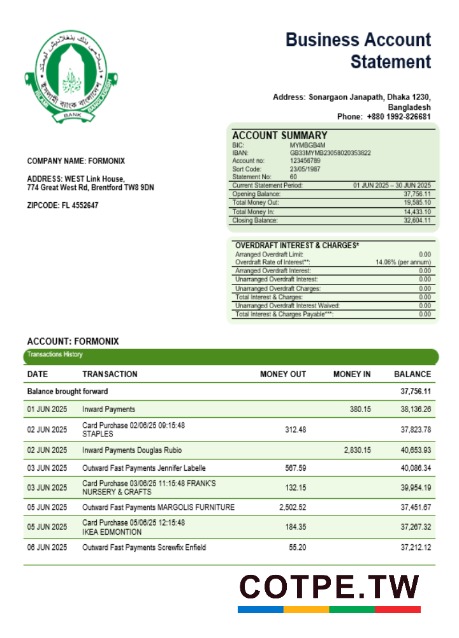 Business Account
Statement
Address: Sonargaon Janapath, Dhaka 1230,
Bangladesh
Phone: +880 1992-826681
BANK
COMPANY NAME: FORMONIX
ADDRESS: WEST Link House,
774 Great West Rd, Brentford TW8 9DN
ZIPCODE: FL 4552647
ACCOUNT SUMMARY
BIC: MYMBGB4M
IBAN: GB33MYMB23058020353822
Account no: 123456789
Sort Code: 23/05/1987
Statement No: 60
Current Statement Period: 01 JUN 2025 – 30 JUN 2025
Opening Balance: 37,756.11
Total Money Out: 19,585.10
Total Money In: 14,433.10
Closing Balance: 32,604.11
OVERDRAFT INTEREST & CHARGES*
Arranged Overdraft Limit: 0.00
Overdraft Rate of Interest**: 14.06% (per annum)
Arranged Overdraft Interest: 0.00
Unarranged Overdraft Interest: 0.00
Unarranged Overdraft Charges: 0.00
Total Interest & Charges: 0.00
Unarranged Overdraft Interest Waived: 0.00
Total Interest & Charges Payable***: 0.00
ACCOUNT: FORMONIX
Transactions History
DATE TRANSACTION MONEY OUT MONEY IN BALANCE
Balance brought forward 37,756.11
01 JUN 2025 Inward Payments 380.15 38,136.26
02 JUN 2025 Card Purchase 02/06/25 09:15:48 312.48 37,823.78
STAPLES
02 JUN 2025 Inward Payments Douglas Rubio 2,830.15 40,653.93
03 JUN 2025 Outward Fast Payments Jennifer Labelle 567.59 40,086.34
03 JUN 2025 Card Purchase 03/06/25 11:15:48 FRANK'S 132.15 39,954.19
NURSERY & CRAFTS
05 JUN 2025 Outward Fast Payments MARGOLIS FURNITURE 2,502.52 37,451.67
05 JUN 2025 Card Purchase 05/06/25 12:15:48 184.35 37,267.32
IKEA EDMONTION
06 JUN 2025 Outward Fast Payments Screwfix Enfield 55.20 37,212.12
COTPE.TW